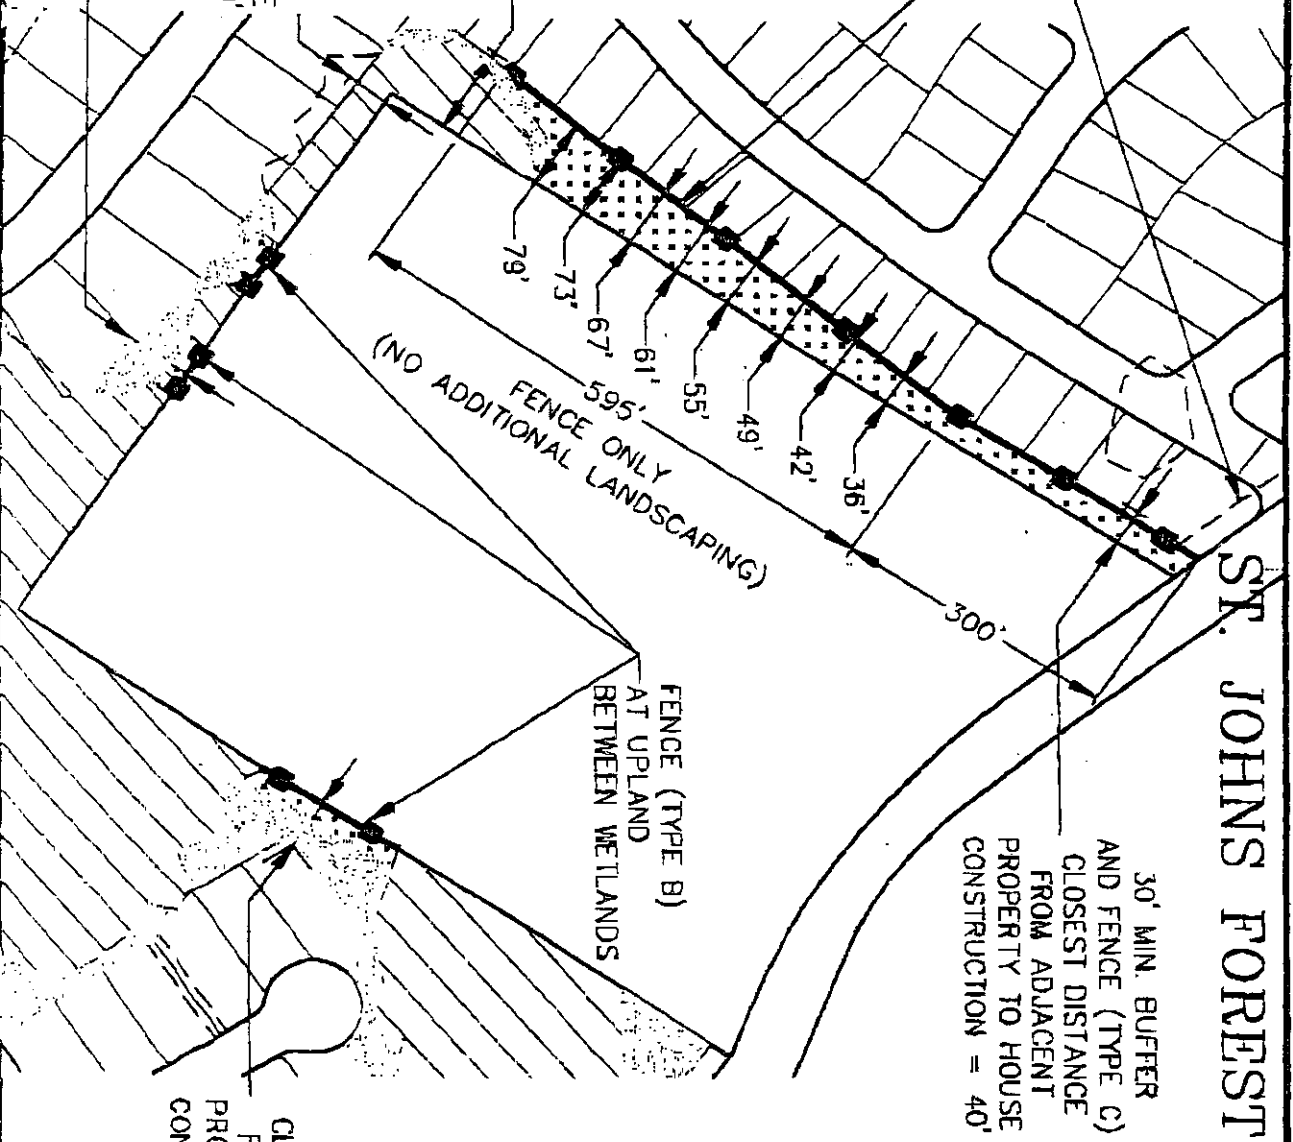 ST. JOHNS FOREST
30' MIN. BUFFER
AND FENCE (TYPE C)
CLOSEST DISTANCE
FROM ADJACENT
PROPERTY TO HOUSE
CONSTRUCTION = 40'
300'
36'
42'
49'
55'
61'
67'
73'
79'
595'
FENCE ONLY
(NO ADDITIONAL LANDSCAPING)
FENCE (TYPE B)
AT UPLAND
BETWEEN WETLANDS